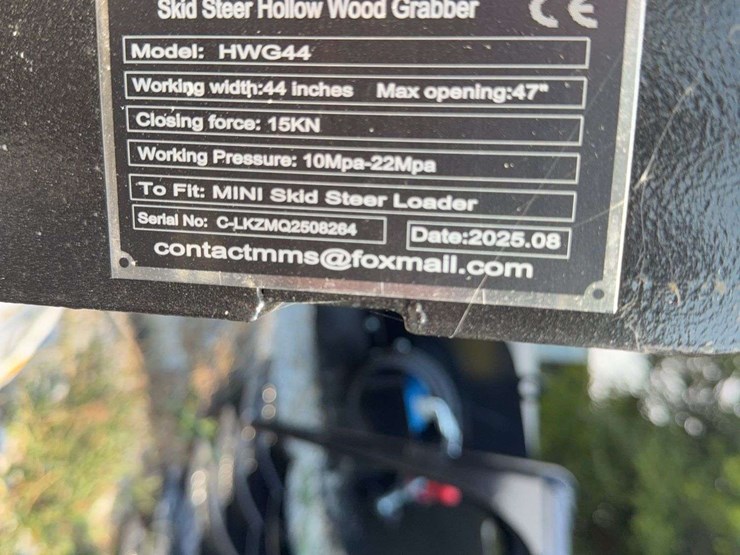 Skid Steer Hollow Wood Grabber CE
Model: HWG44
Working width:44 inches Max opening:47"
Closing force: 15KN
Working Pressure: 10Mpa-22Mpa
To Fit: MINI Skid Steer Loader
Serial No: C-LKZMQ2508264 Date:2025.08
contactmms@foxmail.com